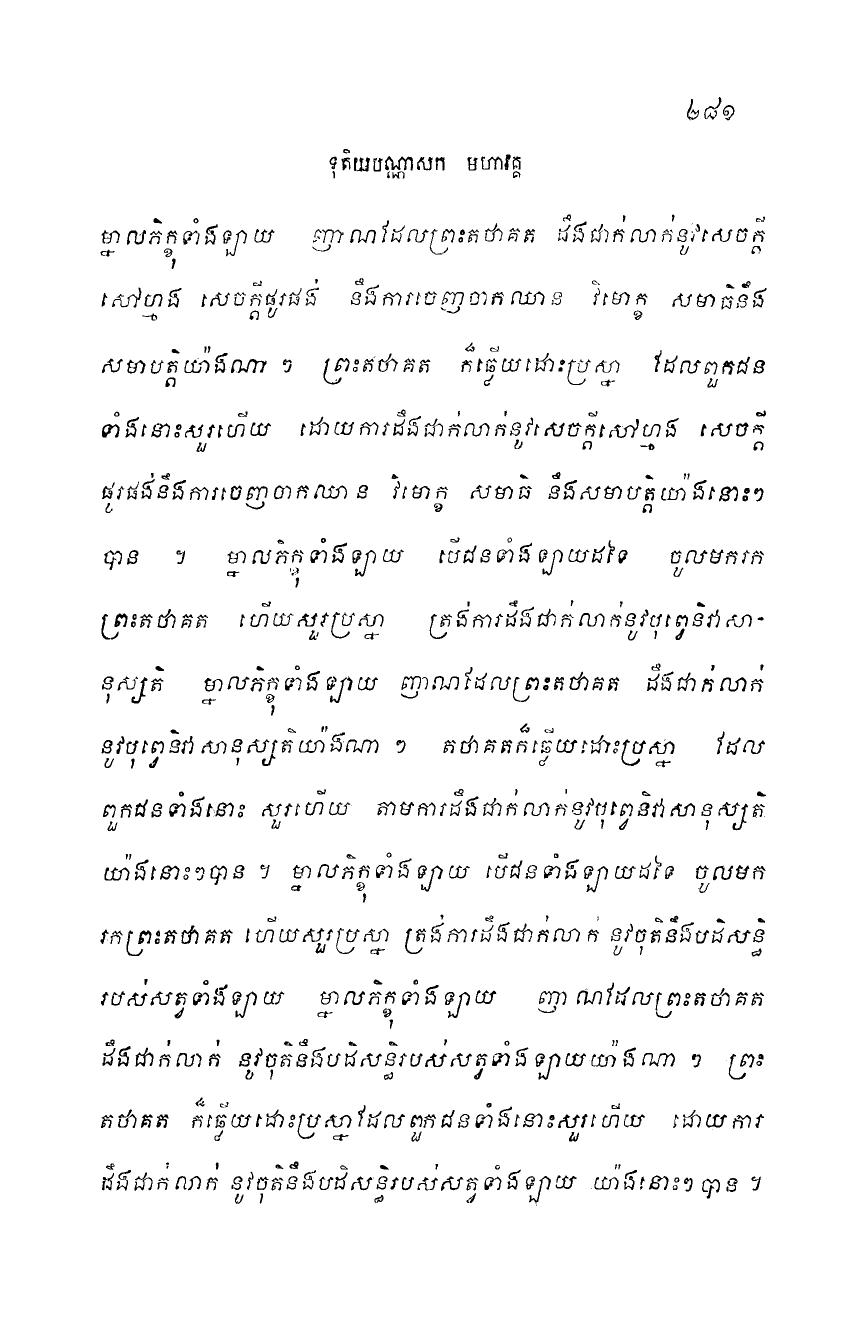 ២៨១
ទុតិយបណ្ណាសក មហាវគ្គ
ម្នាលភិក្ខុទាំងឡាយ ញាណដែលព្រះតថាគត ដឹងជាក់លាក់នូវសេចក្ដី
សៅហ្មង សេចក្ដីផូរផង់ នឹងការចេញចាកឈាន វិមោក្ខ សមាធិនឹង
សមាបត្តិយ៉ាងណា ៗ ព្រះតថាគត ក៏ធ្វើយដោះប្រស្នា ដែលពួកជន
ទាំងនោះសួរហើយ ដោយការដឹងជាក់លាក់នូវសេចក្ដីសៅហ្មង សេចក្ដី
ផូរផង់នឹងការចេញចាកឈាន វិមោក្ខ សមាធិ នឹងសមាបត្តិយ៉ាងនោះៗ
បាន ។ ម្នាលភិក្ខុទាំងឡាយ បើជនទាំងឡាយដទៃ ចូលមករក
ព្រះតថាគត ហើយសួរប្រស្នា ត្រង់ការដឹងជាក់លាក់នូវបុព្វេនិវាសា-
នុស្សតិ ម្នាលភិក្ខុទាំងឡាយ ញាណដែលព្រះតថាគត ដឹងជាក់លាក់
នូវបុព្វេនិវាសានុស្សតិយ៉ាងណា ៗ តថាគតក៏ធ្វើយដោះប្រស្នា ដែល
ពួកជនទាំងនោះ សួរហើយ តាមការដឹងជាក់លាក់នូវបុព្វេនិវាសានុស្សតិ
យ៉ាងនោះៗបាន ។ ម្នាលភិក្ខុទាំងឡាយ បើជនទាំងឡាយដទៃ ចូលមក
រកព្រះតថាគត ហើយសួរប្រស្នា ត្រង់ការដឹងជាក់លាក់ នូវចុតិនឹងបដិសន្ធិ
របស់សត្វទាំងឡាយ ម្នាលភិក្ខុទាំងឡាយ ញាណដែលព្រះតថាគត
ដឹងជាក់លាក់ នូវចុតិនឹងបដិសន្ធិរបស់សត្វទាំងឡាយយ៉ាងណា ៗ ព្រះ
តថាគត ក៏ធ្វើយដោះប្រស្នាដែលពួកជនទាំងនោះសួរហើយ ដោយការ
ដឹងជាក់លាក់ នូវចុតិនឹងបដិសន្ធិរបស់សត្វទាំងឡាយ យ៉ាងនោះៗបាន ។